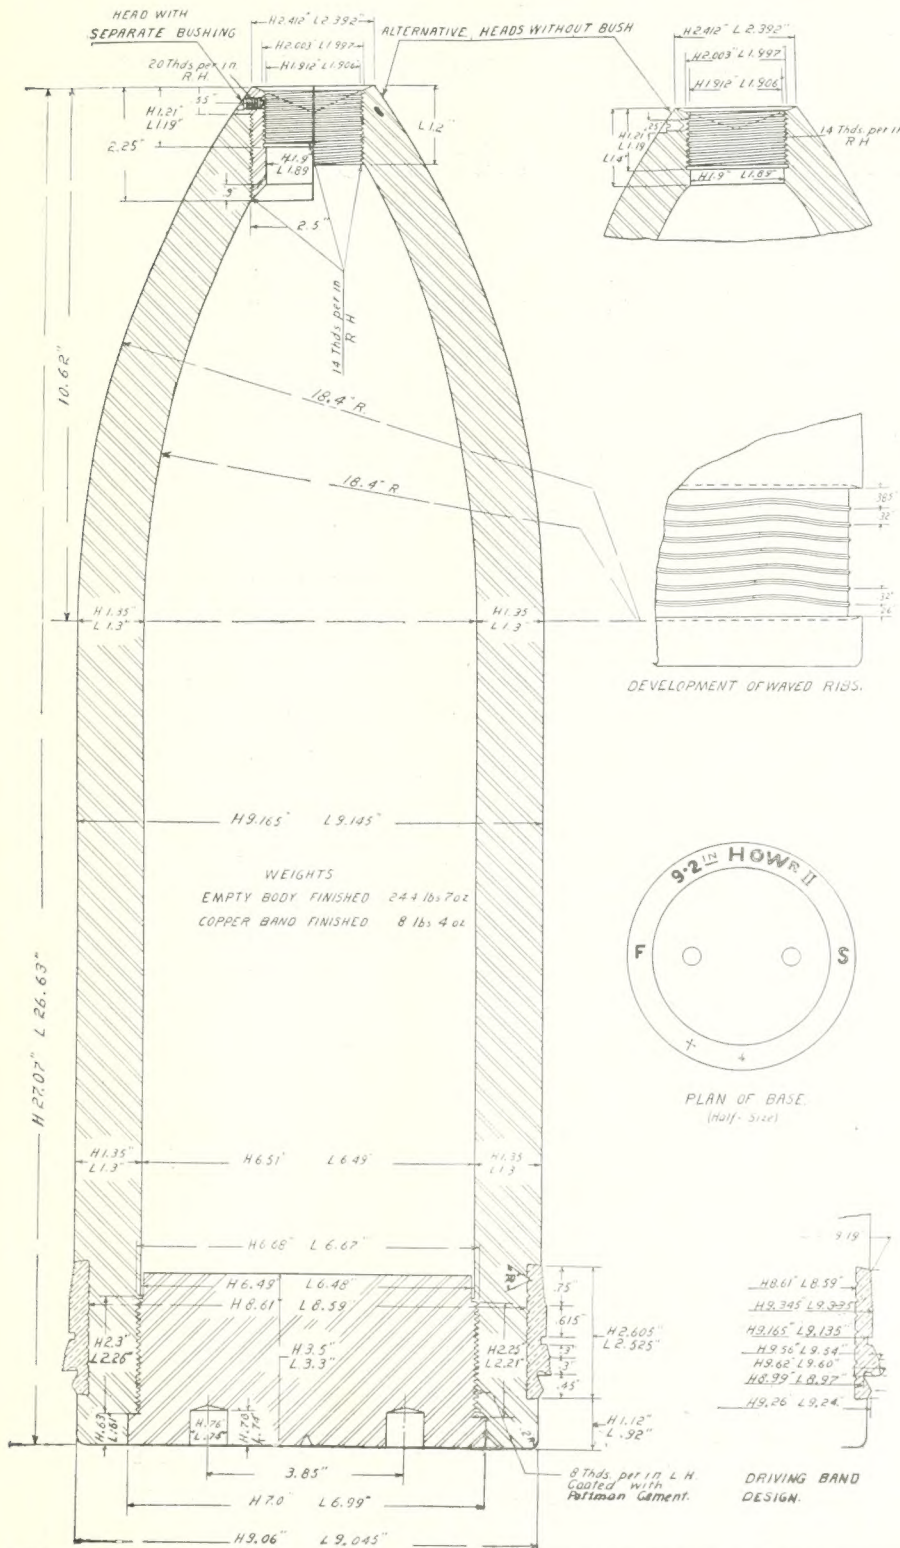 HEAD WITH
SEPARATE BUSHING
H2.412" L2.392"
H2.003" L1.997"
H1.912" L1.906"
ALTERNATIVE HEADS WITHOUT BUSH
H2.412" L2.392"
H2.003" L1.997"
H1.912" L1.906"
20 Thds per in
R.H
.55"
H1.21"
L1.19"
2.25"
.9"
H1.9"
L1.89
2.5"
L1.2"
14 Thds per in
R H
.25"
H1.21"
L1.19"
L1.4"
H1.9" L1.89"
14 Thds. per in
R H
10.62"
18.4" R.
18.4" R
.385"
.32"
.32"
.26"
DEVELOPMENT OF WAVED RIBS.
H1.35"
L1.3"
H1.35
L1.3"
H9.165" L9.145"
WEIGHTS
EMPTY BODY FINISHED 244 lbs 7 oz
COPPER BAND FINISHED 8 lbs 4 oz
H27.07" L26.63"
9.2 IN HOWR II
F S
PLAN OF BASE.
(Half-Size)
H1.35"
L1.3"
H6.51" L6.49"
H1.35
L1.3
H6.68" L6.67"
H6.49" L6.48"
H8.61" L8.59"
H2.3"
L2.26"
H3.5"
L3.3"
H2.25"
L2.21"
.75"
.615"
.3"
.3"
.45"
H2.605"
L2.525"
H1.12"
L.92"
H.63"
L.61"
H.76"
L.75"
3.85"
H7.0" L6.99"
H9.06" L9.045"
8 Thds. per in L.H.
Coated with
Pettman Cement.
9.19
H8.61" L8.59"
H9.345" L9.335"
H9.165" L9.135"
H9.56" L9.54"
H9.62" L9.60"
H8.99" L8.97"
H9.26" L9.24"
DRIVING BAND
DESIGN.